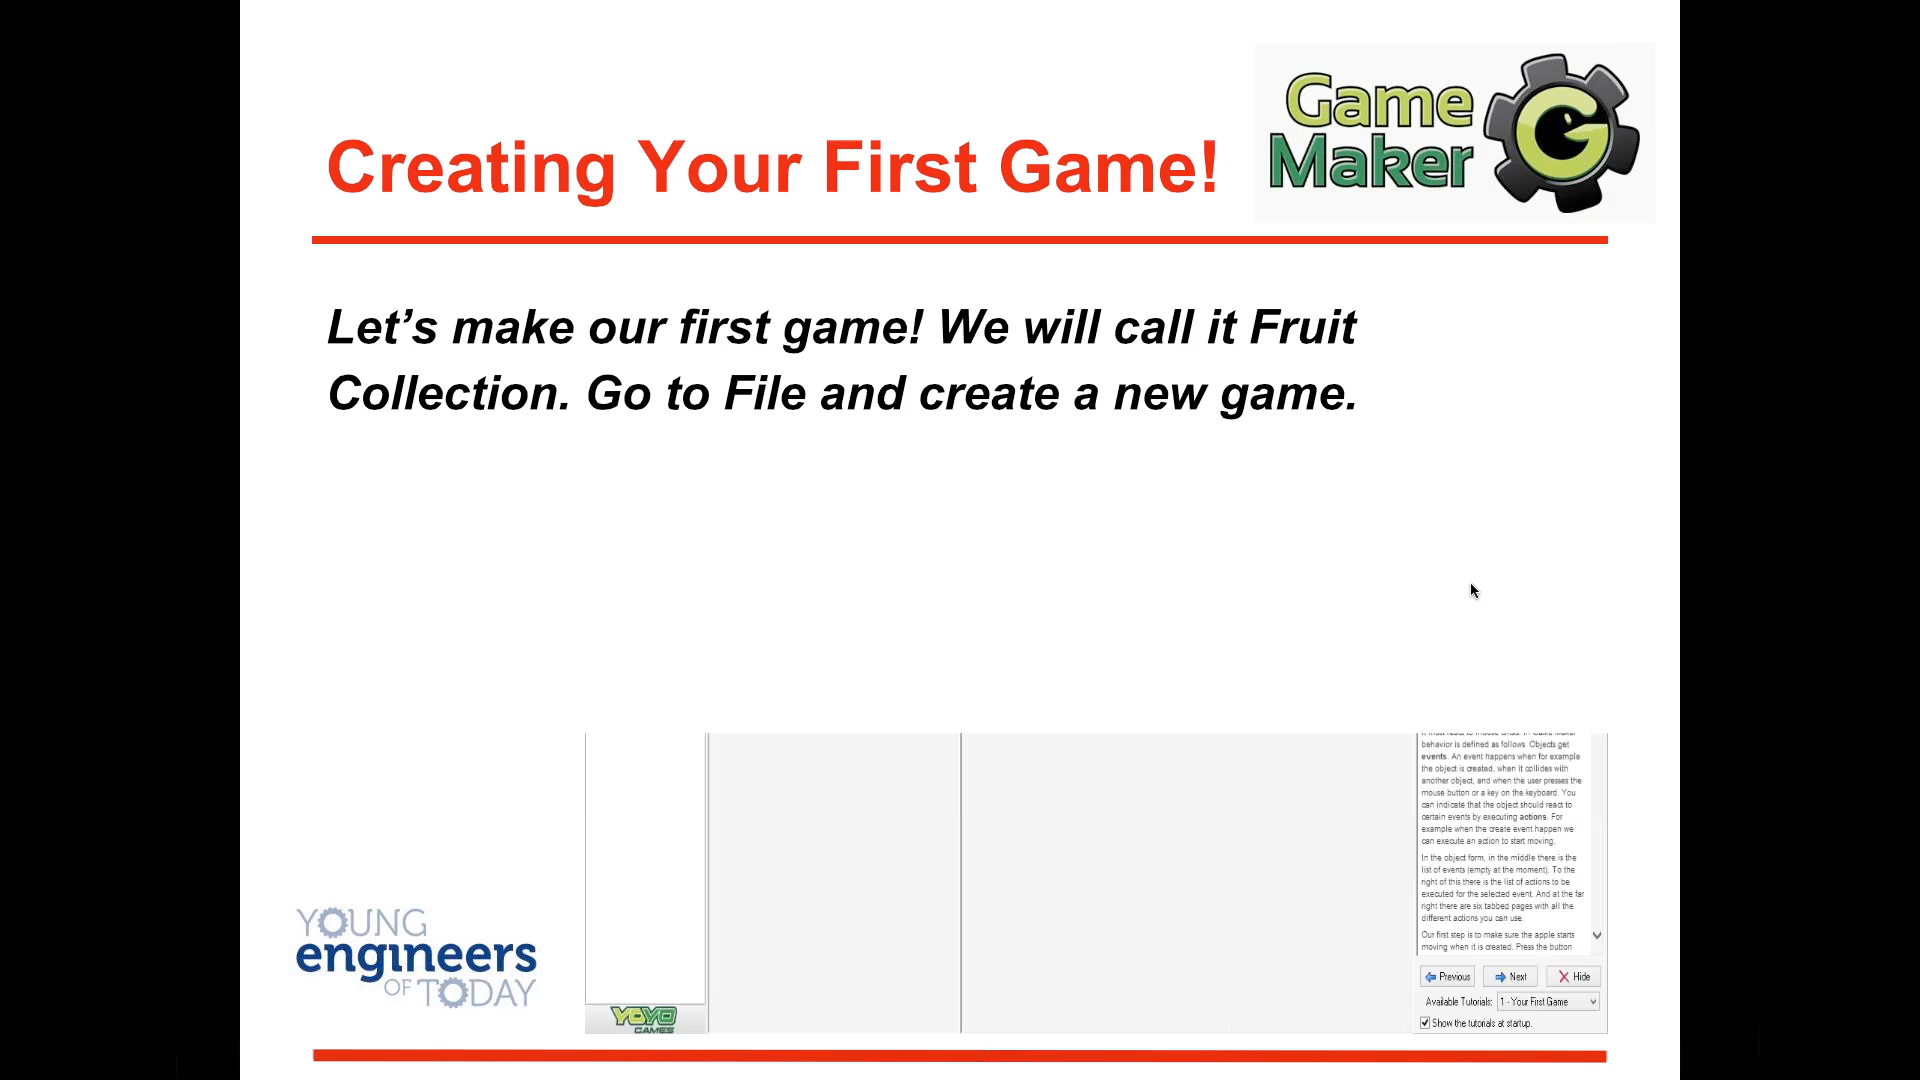 Game
Maker
Creating Your First Game!
Let’s make our first game! We will call it Fruit
Collection. Go to File and create a new game.
behavior is defined as follows: Objects get
events. An event happens when for example
the object is created, when it collides with
another object, and when the user presses the
mouse button or a key on the keyboard. You
can indicate that the object should react to
certain events by executing actions. For
example when the create event happen we
can execute an action to start moving.
In the object form, in the middle there is the
list of events (empty at the moment). To the
right of this there is the list of actions to be
executed for the selected event. And at the far
right there are six tabbed pages with all the
different actions you can use.
Our first step is to make sure the apple starts
moving when it is created. Press the button
Previous Next Hide
Available Tutorials: 1 - Your First Game
Show the tutorials at startup.
YOUNG
engineers
OF TODAY
YOYO
GAMES